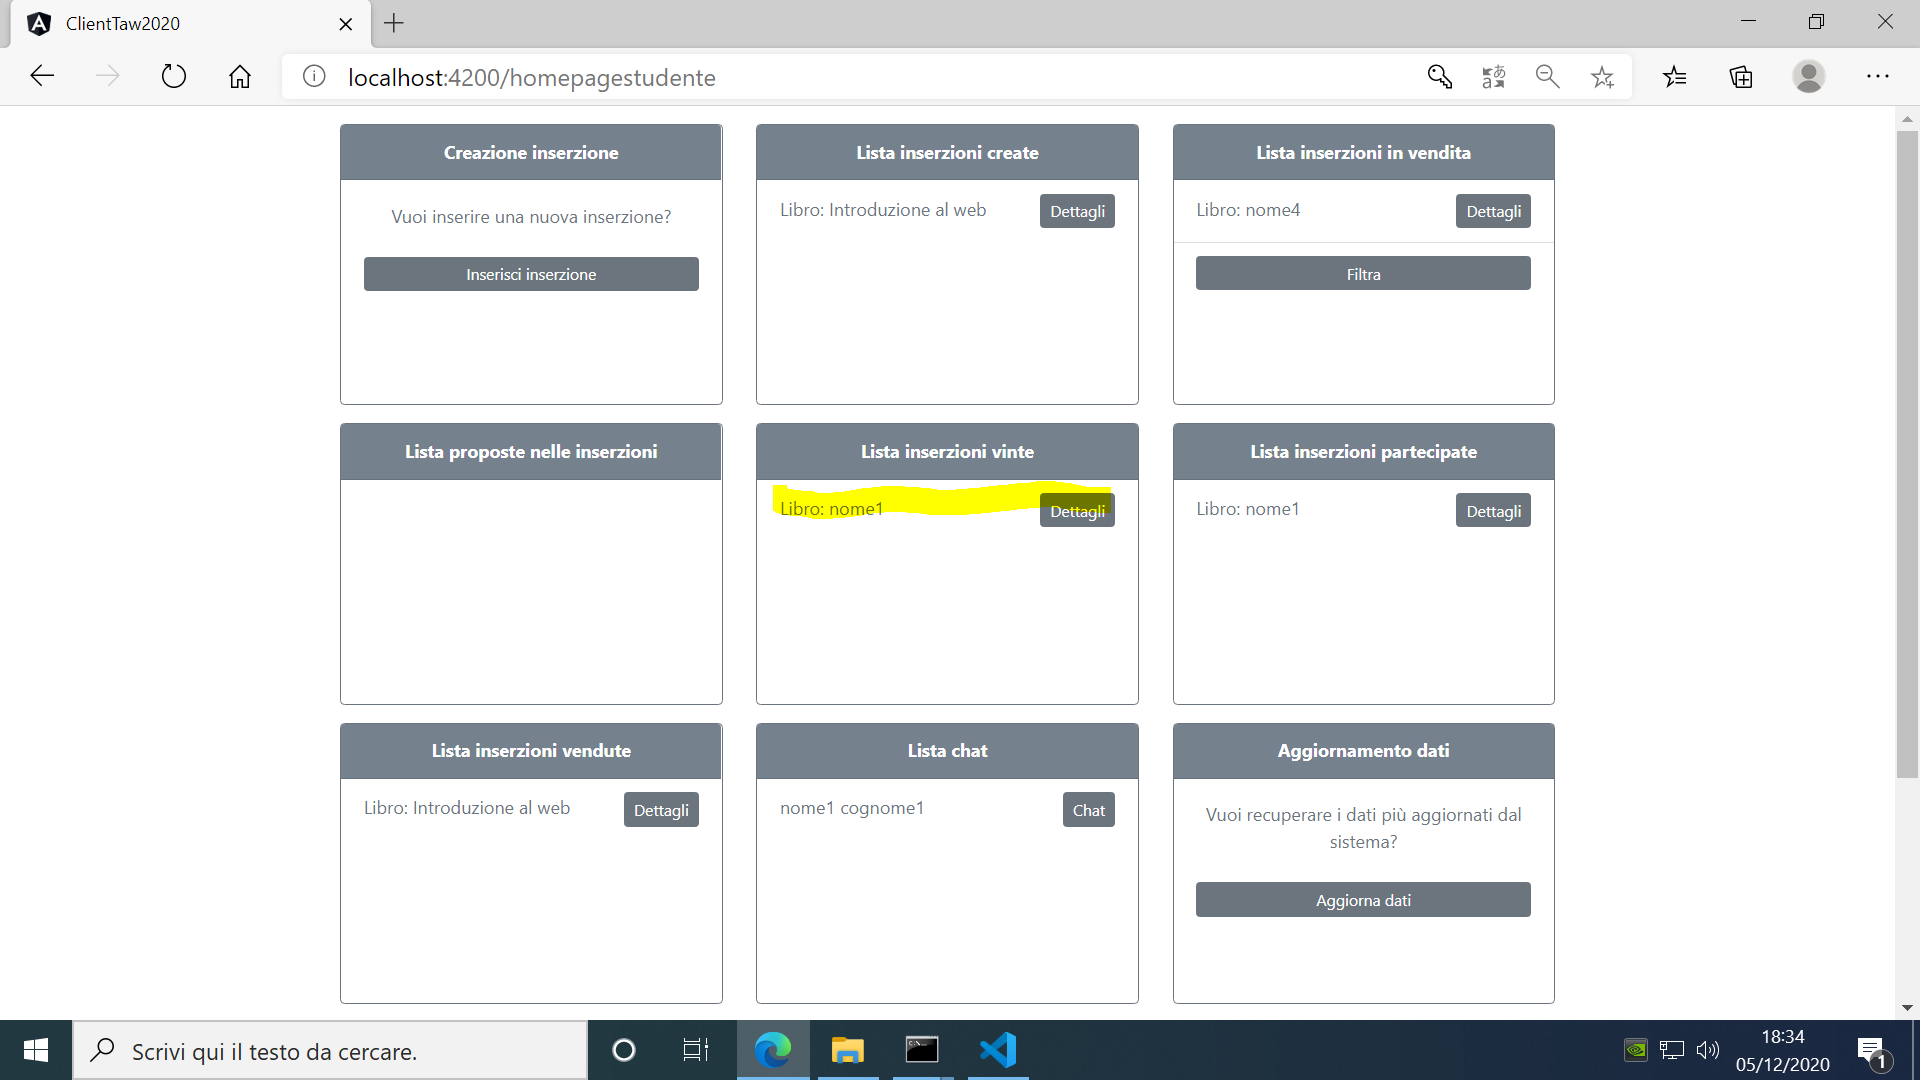 ClientTaw2020
localhost:4200/homepagestudente
Creazione inserzione
Vuoi inserire una nuova inserzione?
Inserisci inserzione
Lista inserzioni create
Libro: Introduzione al web
Dettagli
Lista inserzioni in vendita
Libro: nome4
Dettagli
Filtra
Lista proposte nelle inserzioni
Lista inserzioni vinte
Libro: nome1
Dettagli
Lista inserzioni partecipate
Libro: nome1
Dettagli
Lista inserzioni vendute
Libro: Introduzione al web
Dettagli
Lista chat
nome1 cognome1
Chat
Aggiornamento dati
Vuoi recuperare i dati più aggiornati dal
sistema?
Aggiorna dati
Scrivi qui il testo da cercare.
18:34
05/12/2020
1